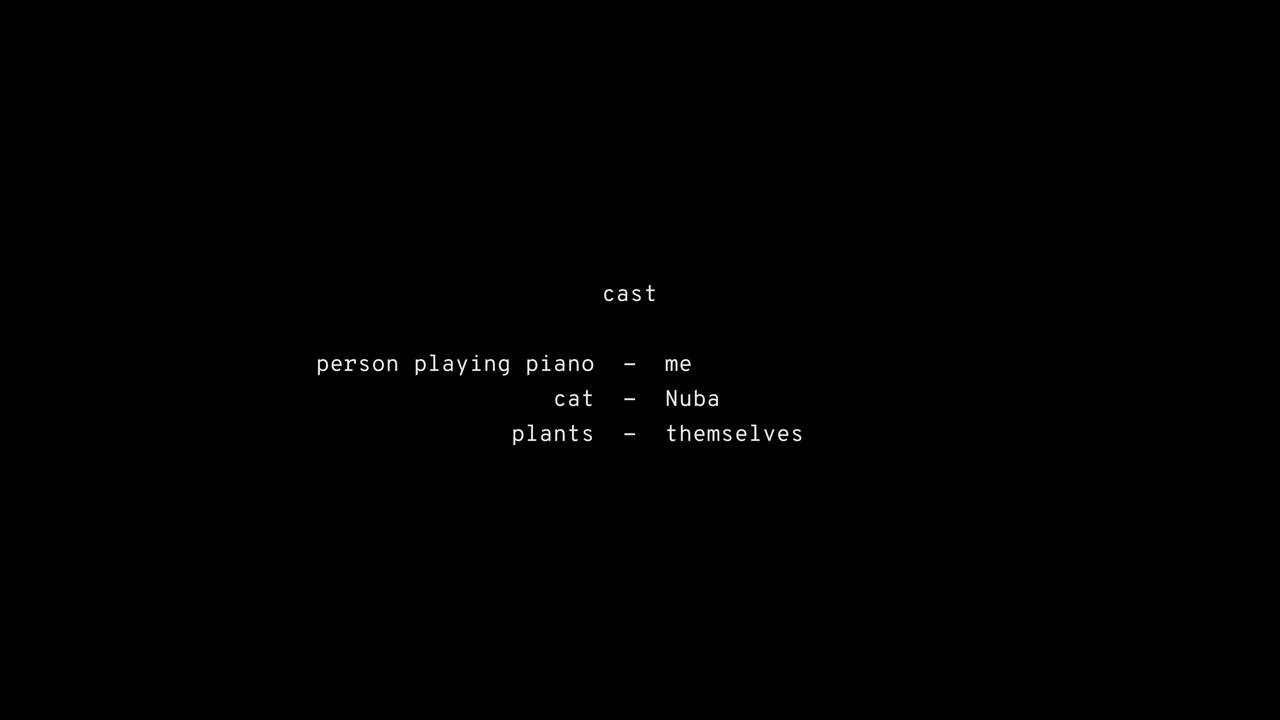 cast
person playing piano – me
cat – Nuba
plants – themselves